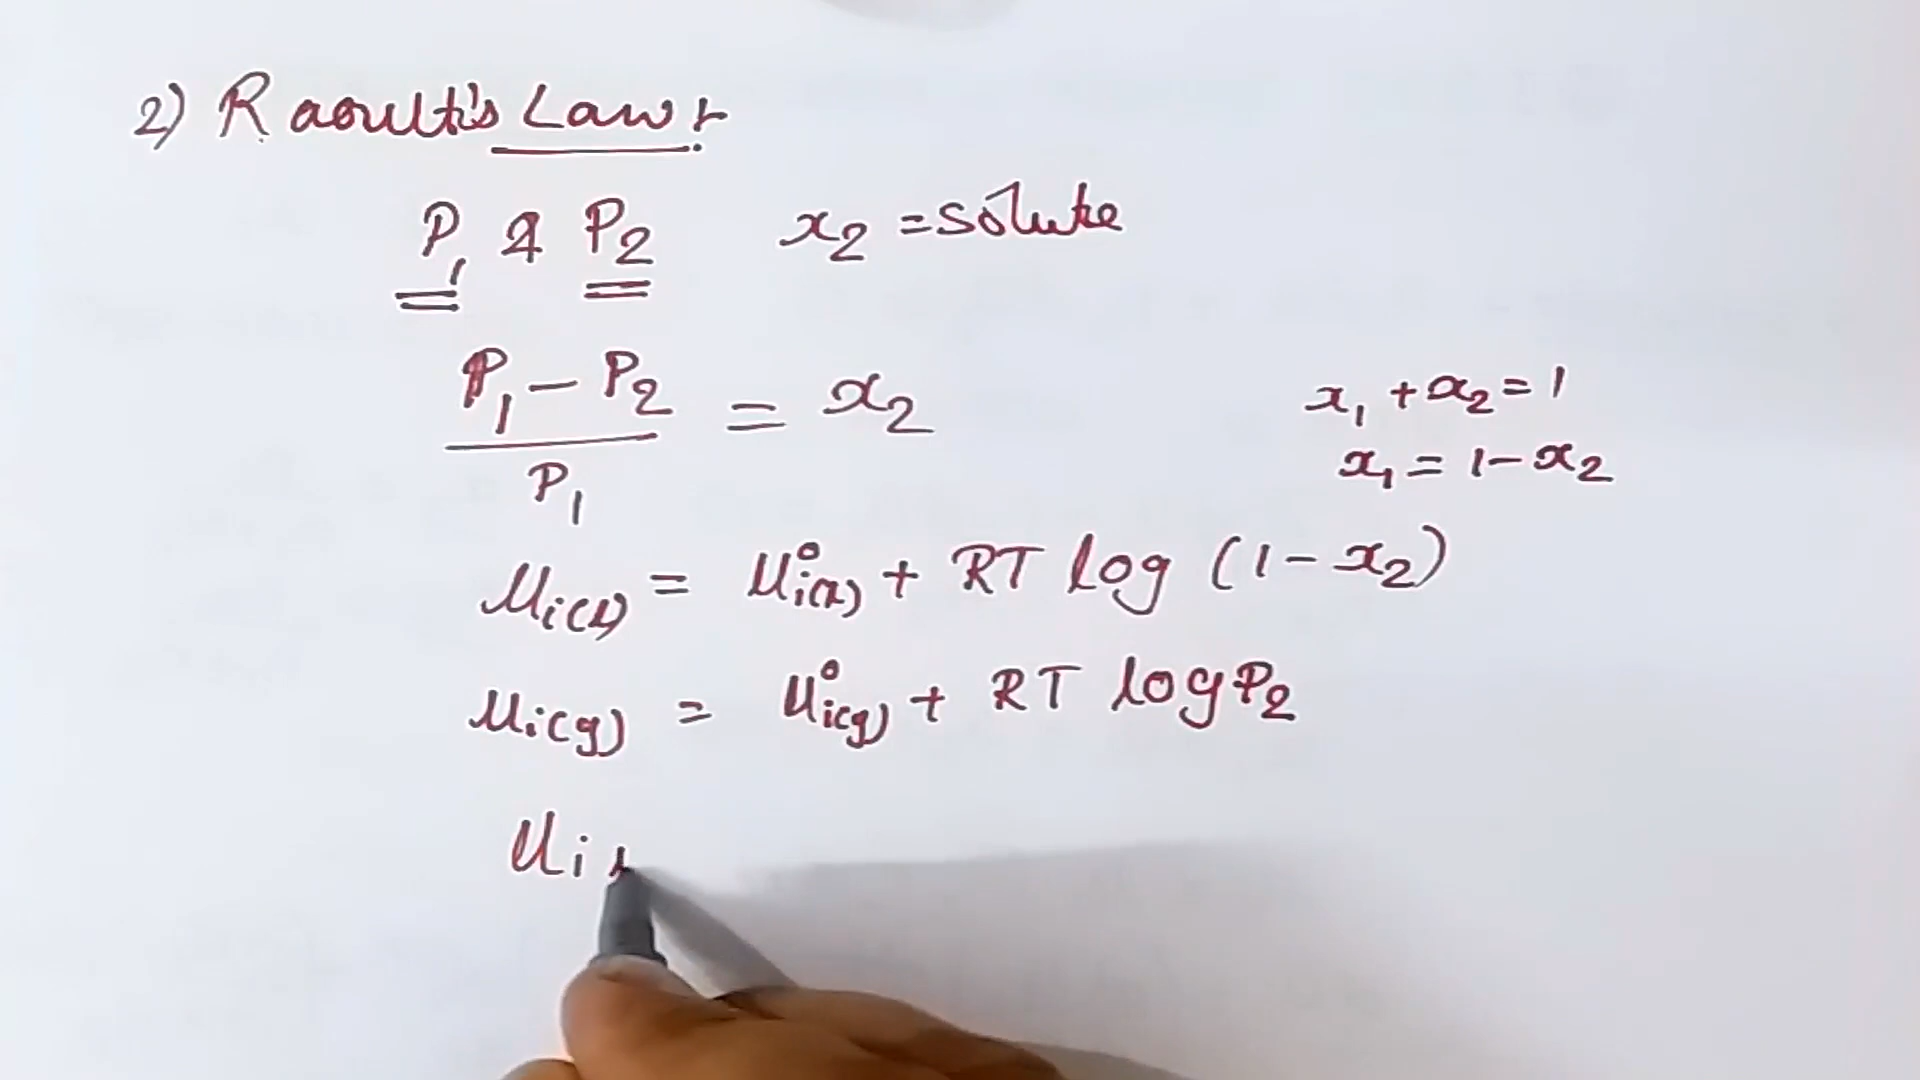 2) Raoult's Law :-
P₁ & P₂ x₂ = Solute
P₁ - P₂ / P₁ = x₂
x₁ + x₂ = 1
x₁ = 1 - x₂
μi(l) = μ°i(l) + RT log (1 - x₂)
μi(g) = μ°i(g) + RT log P₂
μi